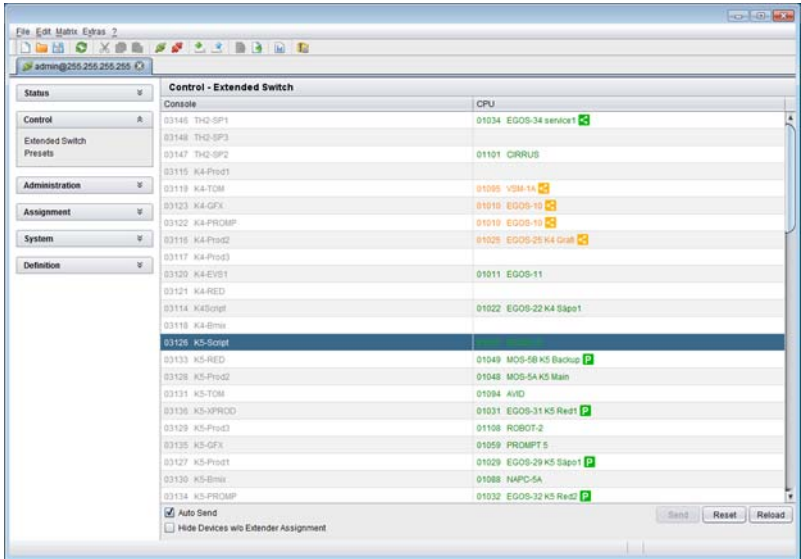 File Edit Matrix Extras ?
admin@255.255.255.255
Status
Control
Extended Switch
Presets
Administration
Assignment
System
Definition
Control - Extended Switch
Console CPU
03146 TH2-SP1 01034 EGOS-34 service1
03148 TH2-SP3
03147 TH2-SP2 01101 CIRRUS
03115 K4-Prod1
03119 K4-TOM 01095 VSM-1A
03123 K4-GFX 01010 EGOS-10
03122 K4-PROMP 01010 EGOS-10
03116 K4-Prod2 01025 EGOS-25 K4 Grafi
03117 K4-Prod3
03120 K4-EVS1 01011 EGOS-11
03121 K4-RED
03114 K4Script 01022 EGOS-22 K4 Säpo1
03118 K4-Bmix
03126 K5-Script
03133 K5-RED 01049 MOS-5B K5 Backup P
03128 K5-Prod2 01048 MOS-5A K5 Main
03131 K5-TOM 01094 AVID
03136 K5-XPROD 01031 EGOS-31 K5 Red1 P
03129 K5-Prod3 01108 ROBOT-2
03135 K5-GFX 01059 PROMPT 5
03127 K5-Prod1 01029 EGOS-29 K5 Säpo1 P
03130 K5-Bmix 01088 NAPC-5A
03134 K5-PROMP 01032 EGOS-32 K5 Red2 P
Auto Send
Hide Devices w/o Extender Assignment
Send Reset Reload